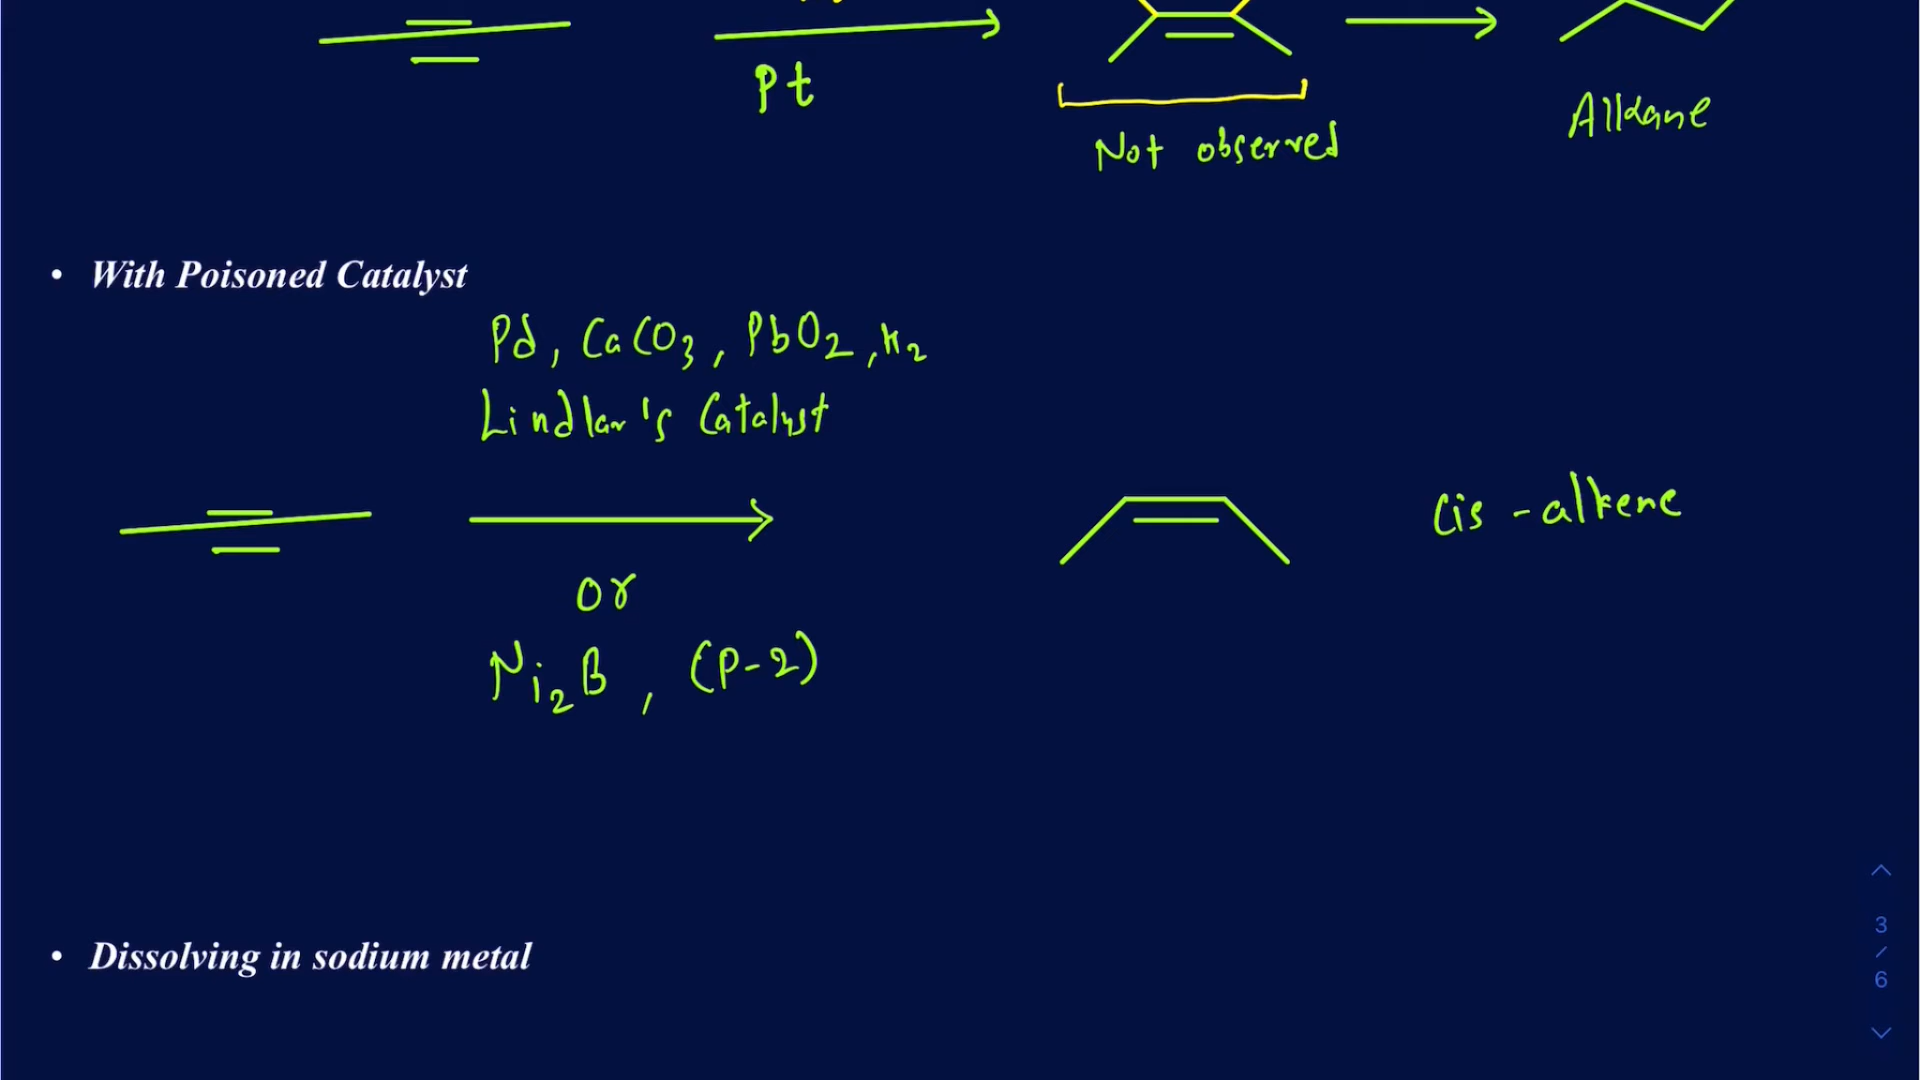 Pt
Not observed
Alkane
• With Poisoned Catalyst
Pd, CaCO3, PbO2, H2
Lindlar's Catalyst
Cis - alkene
or
Ni2B, (P-2)
• Dissolving in sodium metal
3
/
6